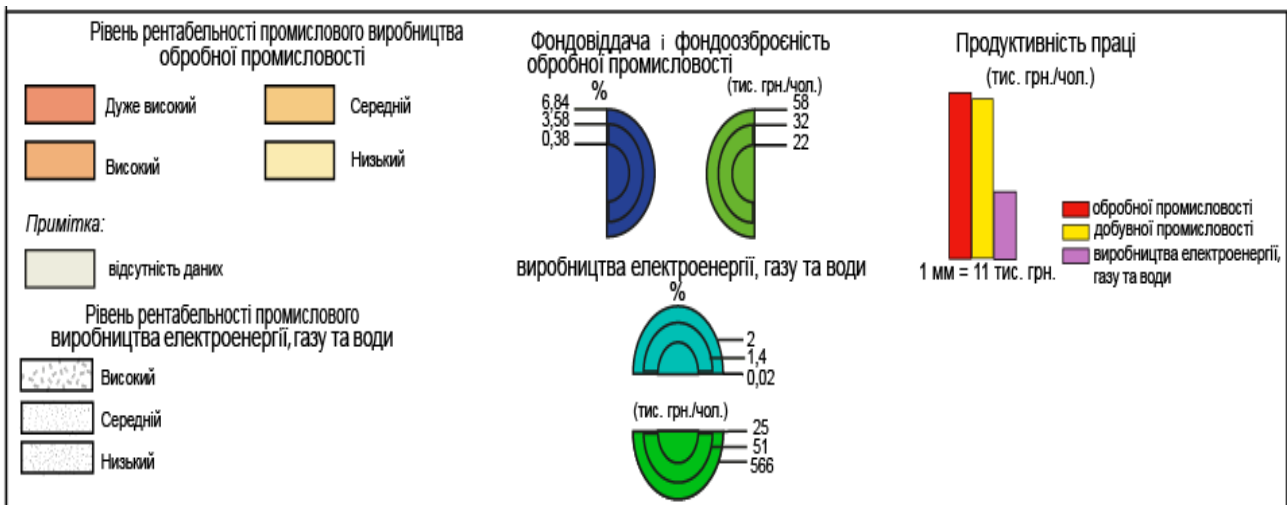 Рівень рентабельності промислового виробництва
обробної промисловості
Дуже високий
Середній
Високий
Низький
Примітка:
відсутність даних
Рівень рентабельності промислового
виробництва електроенергії, газу та води
Високий
Середній
Низький
Фондовіддача і фондоозброєність
обробної промисловості
%
6,84
3,58
0,38
(тис. грн./чол.)
58
32
22
виробництва електроенергії, газу та води
%
2
1,4
0,02
(тис. грн./чол.)
25
51
566
Продуктивність праці
(тис. грн./чол.)
обробної промисловості
добувної промисловості
виробництва електроенергії,
газу та води
1 мм = 11 тис. грн.